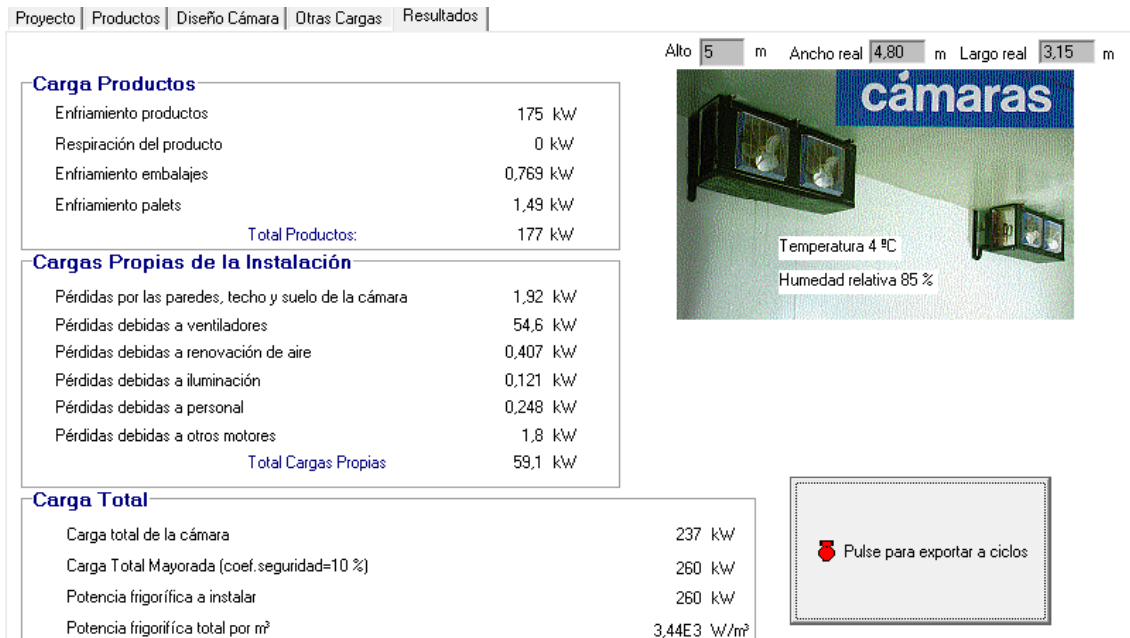 Proyecto Productos Diseño Cámara Otras Cargas Resultados
Alto 5 m Ancho real 4,80 m Largo real 3,15 m
Carga Productos
Enfriamiento productos 175 kW
Respiración del producto 0 kW
Enfriamiento embalajes 0,769 kW
Enfriamiento palets 1,49 kW
Total Productos: 177 kW
cámaras
Temperatura 4 ºC
Humedad relativa 85 %
Cargas Propias de la Instalación
Pérdidas por las paredes, techo y suelo de la cámara 1,92 kW
Pérdidas debidas a ventiladores 54,6 kW
Pérdidas debidas a renovación de aire 0,407 kW
Pérdidas debidas a iluminación 0,121 kW
Pérdidas debidas a personal 0,248 kW
Pérdidas debidas a otros motores 1,8 kW
Total Cargas Propias 59,1 kW
Carga Total
Carga total de la cámara 237 kW
Carga Total Mayorada (coef.seguridad=10 %) 260 kW
Potencia frigorífica a instalar 260 kW
Potencia frigorifíca total por m³ 3,44E3 W/m³
Pulse para exportar a ciclos